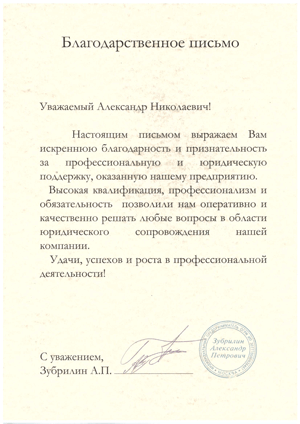 Благодарственное письмо
Уважаемый Александр Николаевич!
Настоящим письмом выражаем Вам
искреннюю благодарность и признательность
за профессиональную и юридическую
поддержку, оказанную нашему предприятию.
Высокая квалификация, профессионализм и
обязательность позволили нам оперативно и
качественно решать любые вопросы в области
юридического сопровождения нашей
компании.
Удачи, успехов и роста в профессиональной
деятельности!
С уважением,
Зубрилин А.П.
Зубрилин
Александр
Петрович